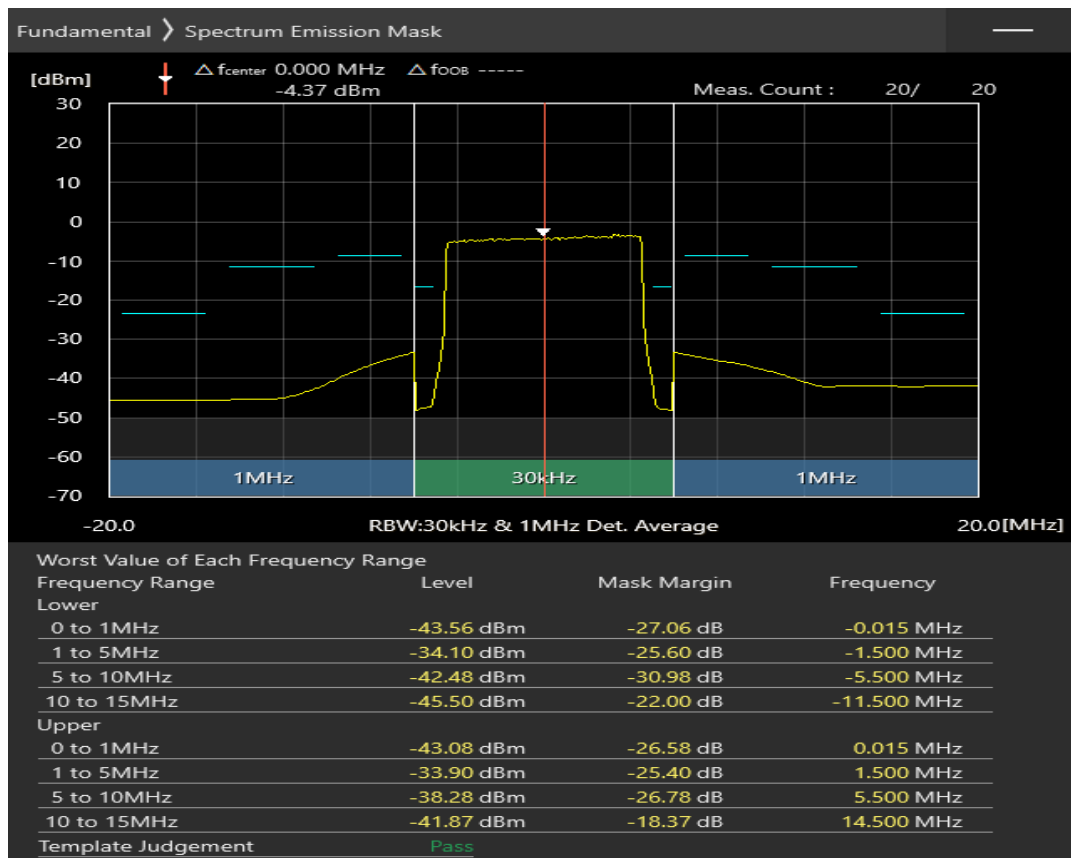 Fundamental ❯ Spectrum Emission Mask
[dBm] △ fcenter 0.000 MHz △ fOOB -----
-4.37 dBm Meas. Count : 20/ 20
30
20
10
0
-10
-20
-30
-40
-50
-60
-70
1MHz 30kHz 1MHz
-20.0 RBW:30kHz & 1MHz Det. Average 20.0[MHz]
Worst Value of Each Frequency Range
Frequency Range Level Mask Margin Frequency
Lower
0 to 1MHz -43.56 dBm -27.06 dB -0.015 MHz
1 to 5MHz -34.10 dBm -25.60 dB -1.500 MHz
5 to 10MHz -42.48 dBm -30.98 dB -5.500 MHz
10 to 15MHz -45.50 dBm -22.00 dB -11.500 MHz
Upper
0 to 1MHz -43.08 dBm -26.58 dB 0.015 MHz
1 to 5MHz -33.90 dBm -25.40 dB 1.500 MHz
5 to 10MHz -38.28 dBm -26.78 dB 5.500 MHz
10 to 15MHz -41.87 dBm -18.37 dB 14.500 MHz
Template Judgement Pass